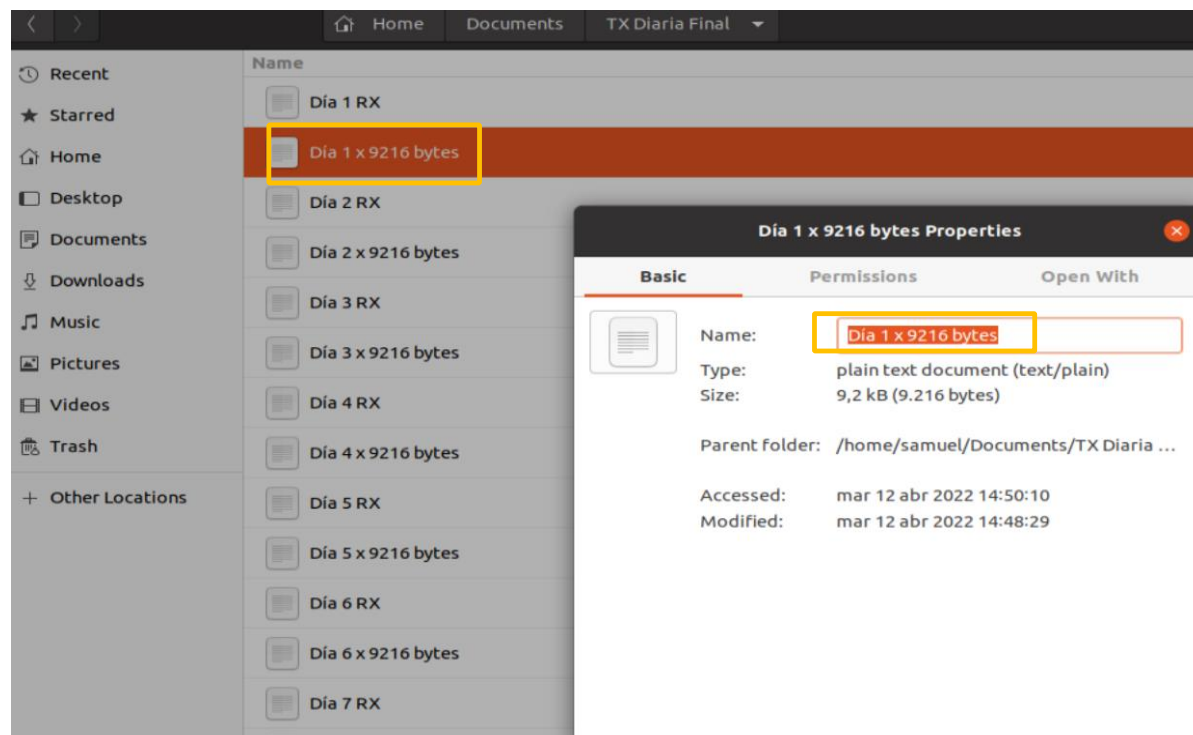 Home Documents TX Diaria Final
Recent
Starred
Home
Desktop
Documents
Downloads
Music
Pictures
Videos
Trash
+ Other Locations
Name
Día 1 RX
Día 1 x 9216 bytes
Día 2 RX
Día 2 x 9216 bytes
Día 3 RX
Día 3 x 9216 bytes
Día 4 RX
Día 4 x 9216 bytes
Día 5 RX
Día 5 x 9216 bytes
Día 6 RX
Día 6 x 9216 bytes
Día 7 RX
Día 1 x 9216 bytes Properties
Basic Permissions Open With
Name: Día 1 x 9216 bytes
Type: plain text document (text/plain)
Size: 9,2 kB (9.216 bytes)
Parent folder: /home/samuel/Documents/TX Diaria ...
Accessed: mar 12 abr 2022 14:50:10
Modified: mar 12 abr 2022 14:48:29